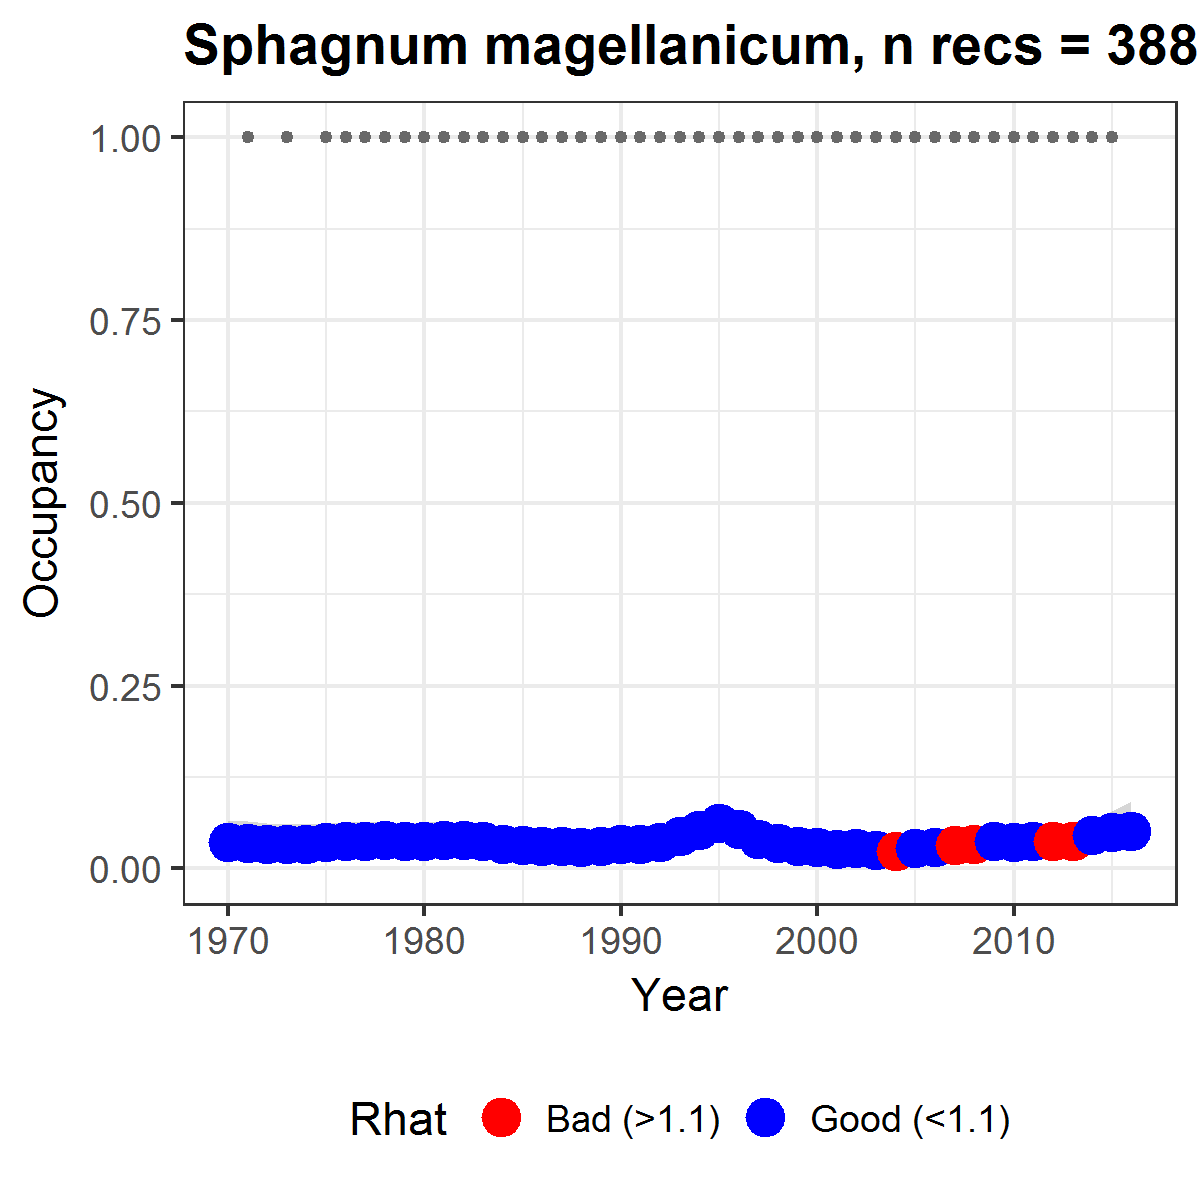 Sphagnum magellanicum, n recs = 388
1.00
0.75
0.50
0.25
0.00
Occupancy
1970 1980 1990 2000 2010
Year
Rhat Bad (>1.1) Good (<1.1)